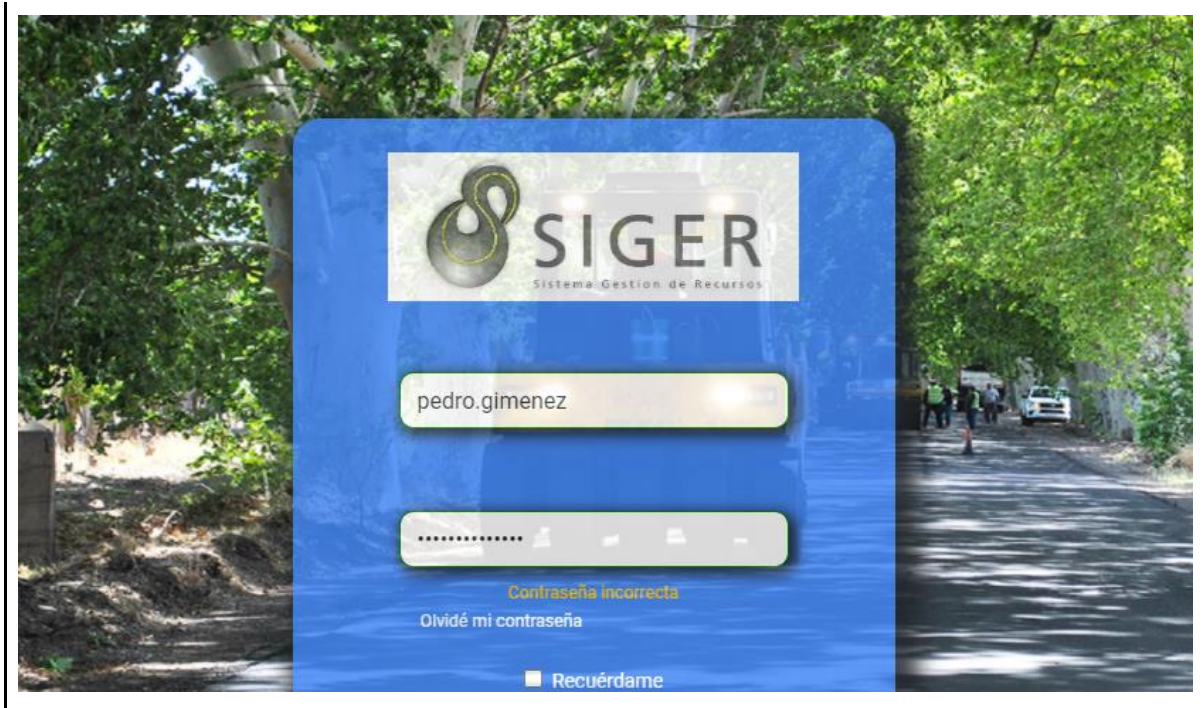 SIGER
Sistema Gestion de Recursos
pedro.gimenez
••••••••••••••
Contraseña incorrecta
Olvidé mi contraseña
Recuérdame